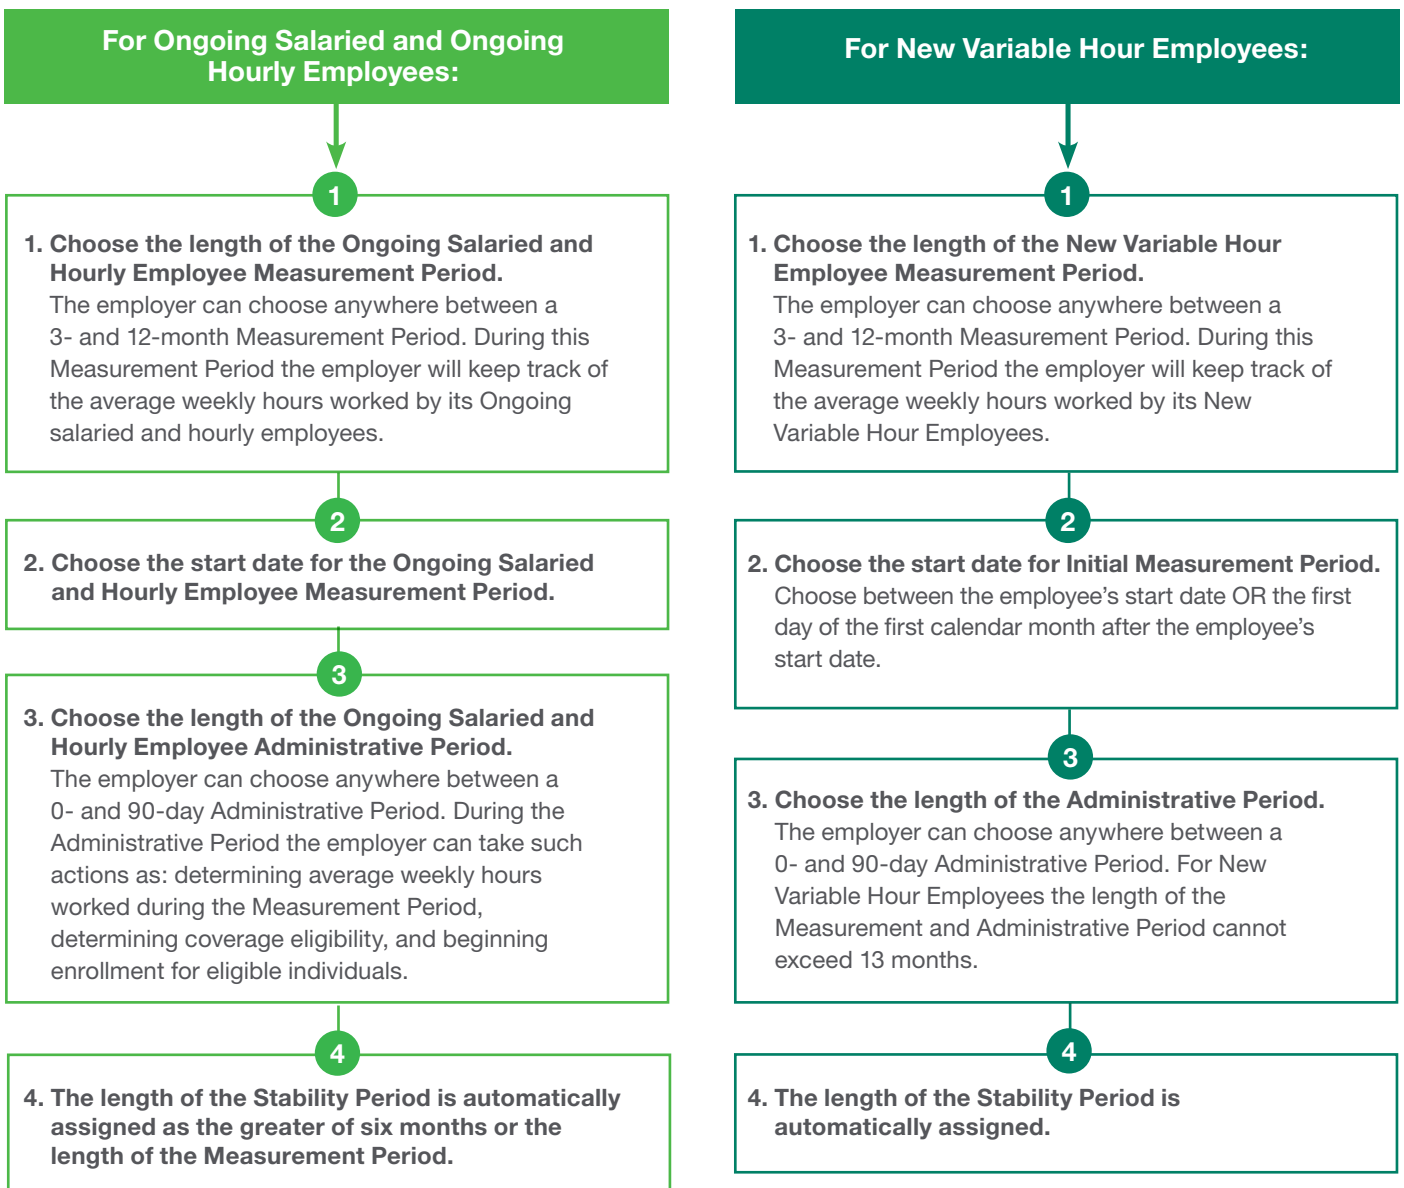 For Ongoing Salaried and Ongoing
Hourly Employees:
1
1. Choose the length of the Ongoing Salaried and
Hourly Employee Measurement Period.
The employer can choose anywhere between a
3- and 12-month Measurement Period. During this
Measurement Period the employer will keep track of
the average weekly hours worked by its Ongoing
salaried and hourly employees.
2
2. Choose the start date for the Ongoing Salaried
and Hourly Employee Measurement Period.
3
3. Choose the length of the Ongoing Salaried and
Hourly Employee Administrative Period.
The employer can choose anywhere between a
0- and 90-day Administrative Period. During the
Administrative Period the employer can take such
actions as: determining average weekly hours
worked during the Measurement Period,
determining coverage eligibility, and beginning
enrollment for eligible individuals.
4
4. The length of the Stability Period is automatically
assigned as the greater of six months or the
length of the Measurement Period.
For New Variable Hour Employees:
1
1. Choose the length of the New Variable Hour
Employee Measurement Period.
The employer can choose anywhere between a
3- and 12-month Measurement Period. During this
Measurement Period the employer will keep track of
the average weekly hours worked by its New
Variable Hour Employees.
2
2. Choose the start date for Initial Measurement Period.
Choose between the employee’s start date OR the first
day of the first calendar month after the employee’s
start date.
3
3. Choose the length of the Administrative Period.
The employer can choose anywhere between a
0- and 90-day Administrative Period. For New
Variable Hour Employees the length of the
Measurement and Administrative Period cannot
exceed 13 months.
4
4. The length of the Stability Period is
automatically assigned.